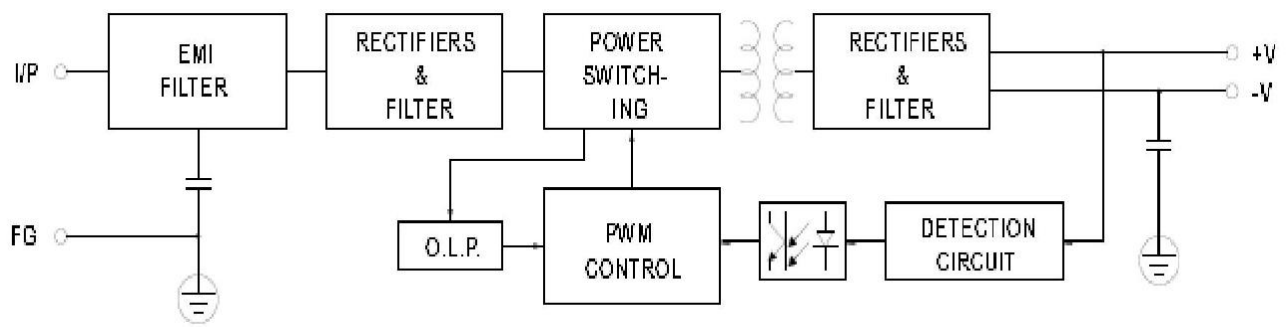 I/P
EMI
FILTER
RECTIFIERS
&
FILTER
POWER
SWITCH-
ING
RECTIFIERS
&
FILTER
+V
-V
FG
O.L.P.
PWM
CONTROL
DETECTION
CIRCUIT